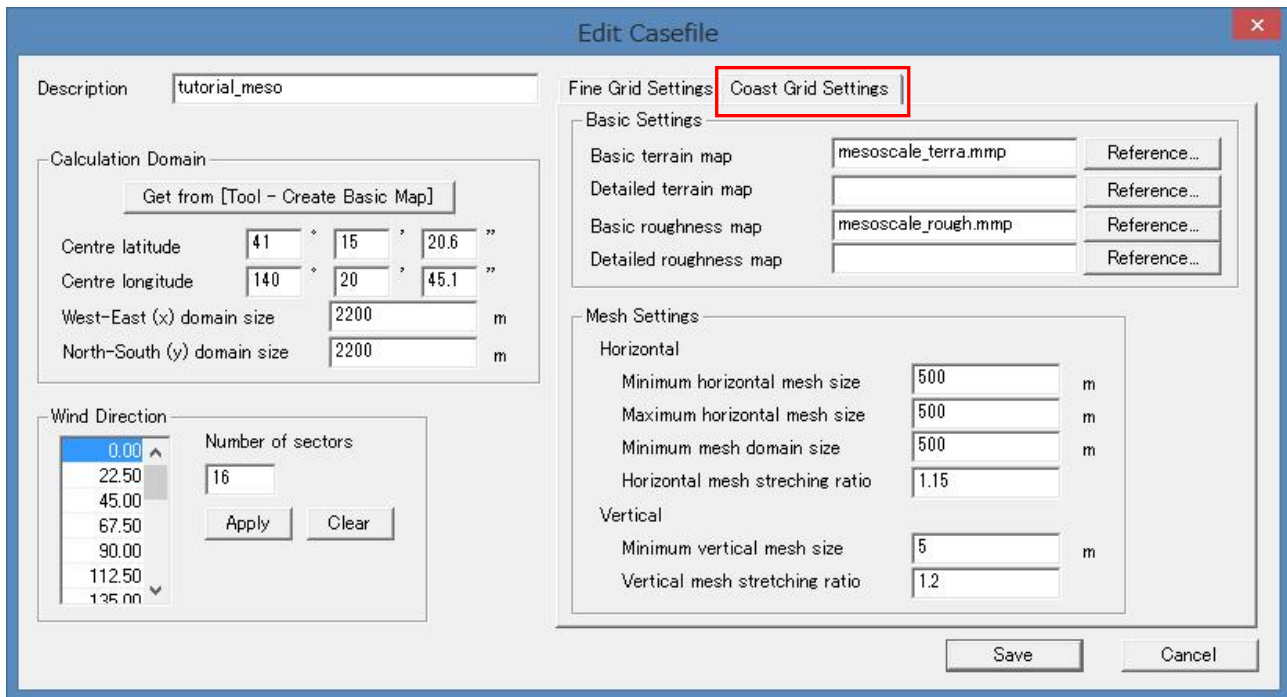 Edit Casefile
Description tutorial_meso
Calculation Domain
Get from [Tool - Create Basic Map]
Centre latitude 41 ° 15 ' 20.6 "
Centre longitude 140 ° 20 ' 45.1 "
West-East (x) domain size 2200 m
North-South (y) domain size 2200 m
Wind Direction
0.00
22.50
45.00
67.50
90.00
112.50
135.00
Number of sectors
16
Apply Clear
Fine Grid Settings Coast Grid Settings
Basic Settings
Basic terrain map mesoscale_terra.mmp Reference...
Detailed terrain map Reference...
Basic roughness map mesoscale_rough.mmp Reference...
Detailed roughness map Reference...
Mesh Settings
Horizontal
Minimum horizontal mesh size 500 m
Maximum horizontal mesh size 500 m
Minimum mesh domain size 500 m
Horizontal mesh streching ratio 1.15
Vertical
Minimum vertical mesh size 5 m
Vertical mesh stretching ratio 1.2
Save Cancel